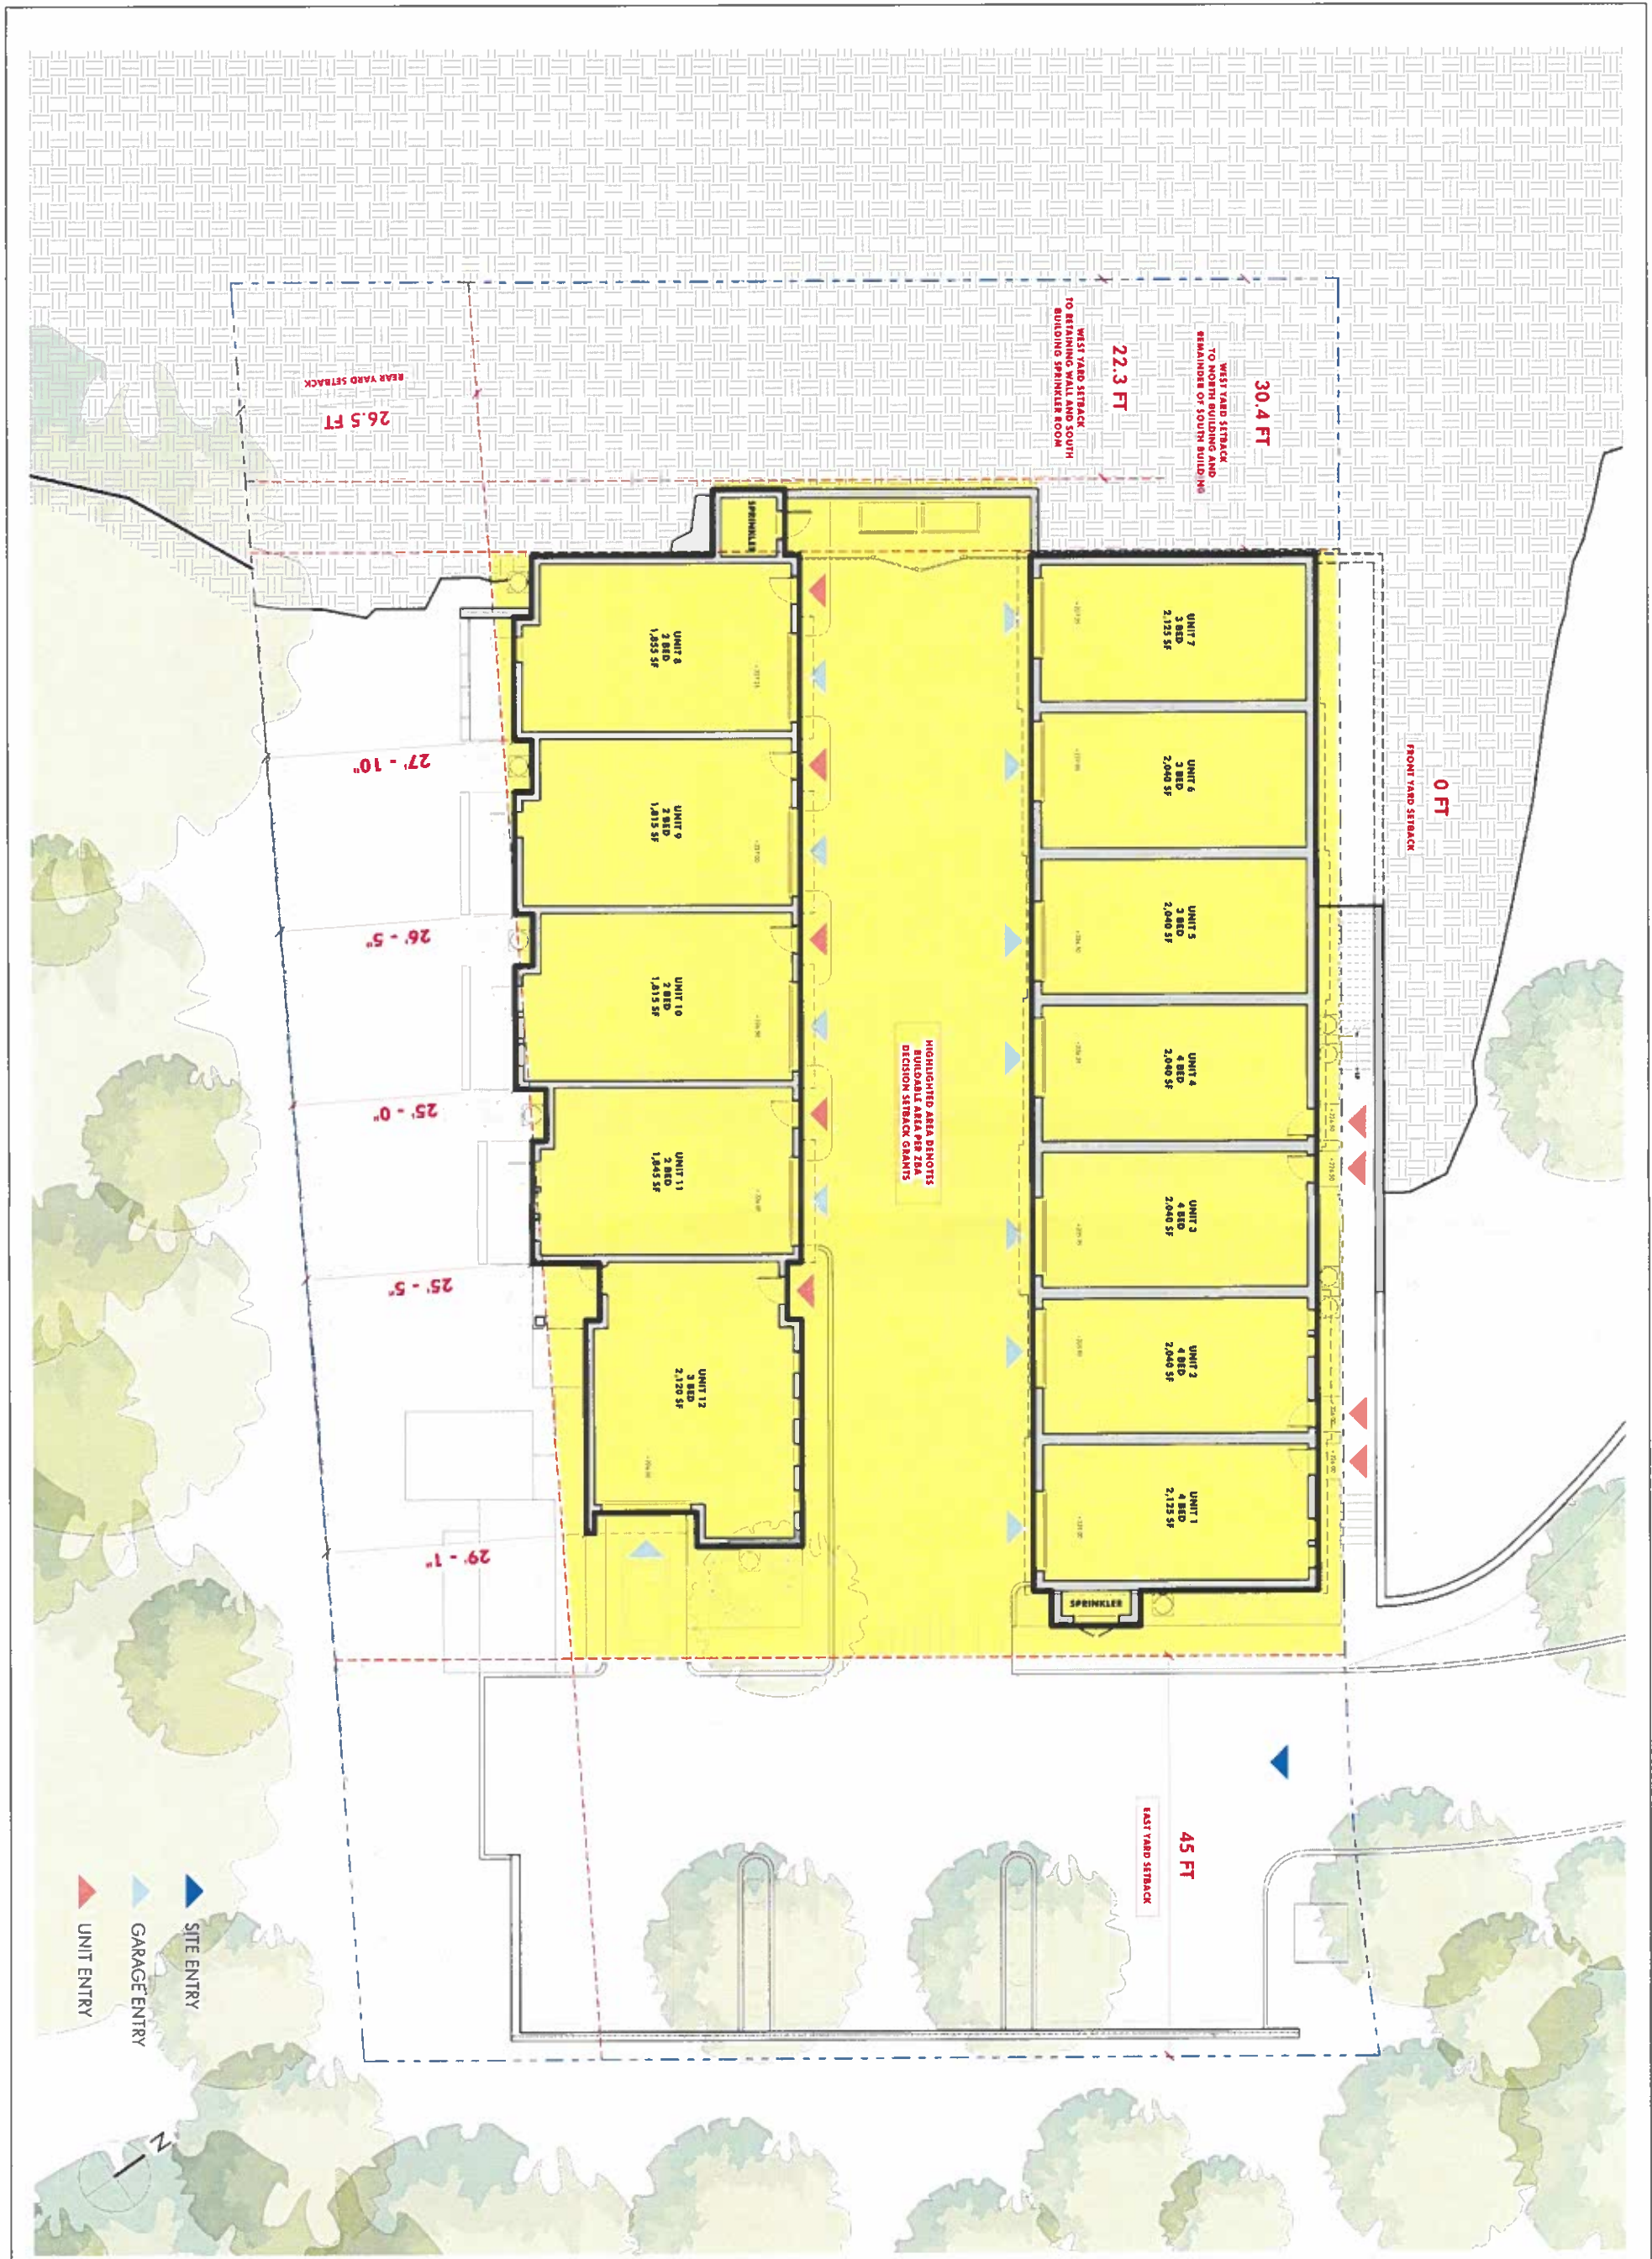 30.4 FT
WEST YARD SETBACK
TO NORTH BUILDING AND
REMAINDER OF SOUTH BUILDING
22.3 FT
WEST YARD SETBACK
TO RETAINING WALL AND SOUTH
BUILDING SPRINKLER ROOM
REAR YARD SETBACK
26.5 FT
0 FT
FRONT YARD SETBACK
SPRINKLER
UNIT 7
3 BED
2,125 SF
UNIT 6
3 BED
2,040 SF
UNIT 5
3 BED
2,040 SF
UNIT 4
4 BED
2,040 SF
UNIT 3
4 BED
2,040 SF
UNIT 2
4 BED
2,040 SF
UNIT 1
4 BED
2,125 SF
SPRINKLER
UNIT 8
2 BED
1,855 SF
UNIT 9
2 BED
1,815 SF
UNIT 10
2 BED
1,815 SF
UNIT 11
2 BED
1,845 SF
UNIT 12
3 BED
2,120 SF
HIGHLIGHTED AREA DENOTES
BUILDABLE AREA PER ZBA
DECISION SETBACK GRANTS
27' - 10"
26' - 5"
25' - 0"
25' - 5"
29' - 1"
45 FT
EAST YARD SETBACK
SITE ENTRY
GARAGE ENTRY
UNIT ENTRY
N